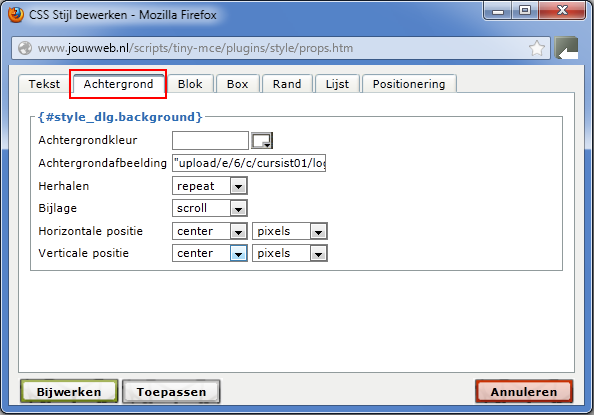 CSS Stijl bewerken - Mozilla Firefox
www.jouwweb.nl/scripts/tiny-mce/plugins/style/props.htm
Tekst Achtergrond Blok Box Rand Lijst Positionering
{#style_dlg.background}
Achtergrondkleur
Achtergrondafbeelding "upload/e/6/c/cursist01/log
Herhalen repeat
Bijlage scroll
Horizontale positie center pixels
Verticale positie center pixels
Bijwerken Toepassen Annuleren